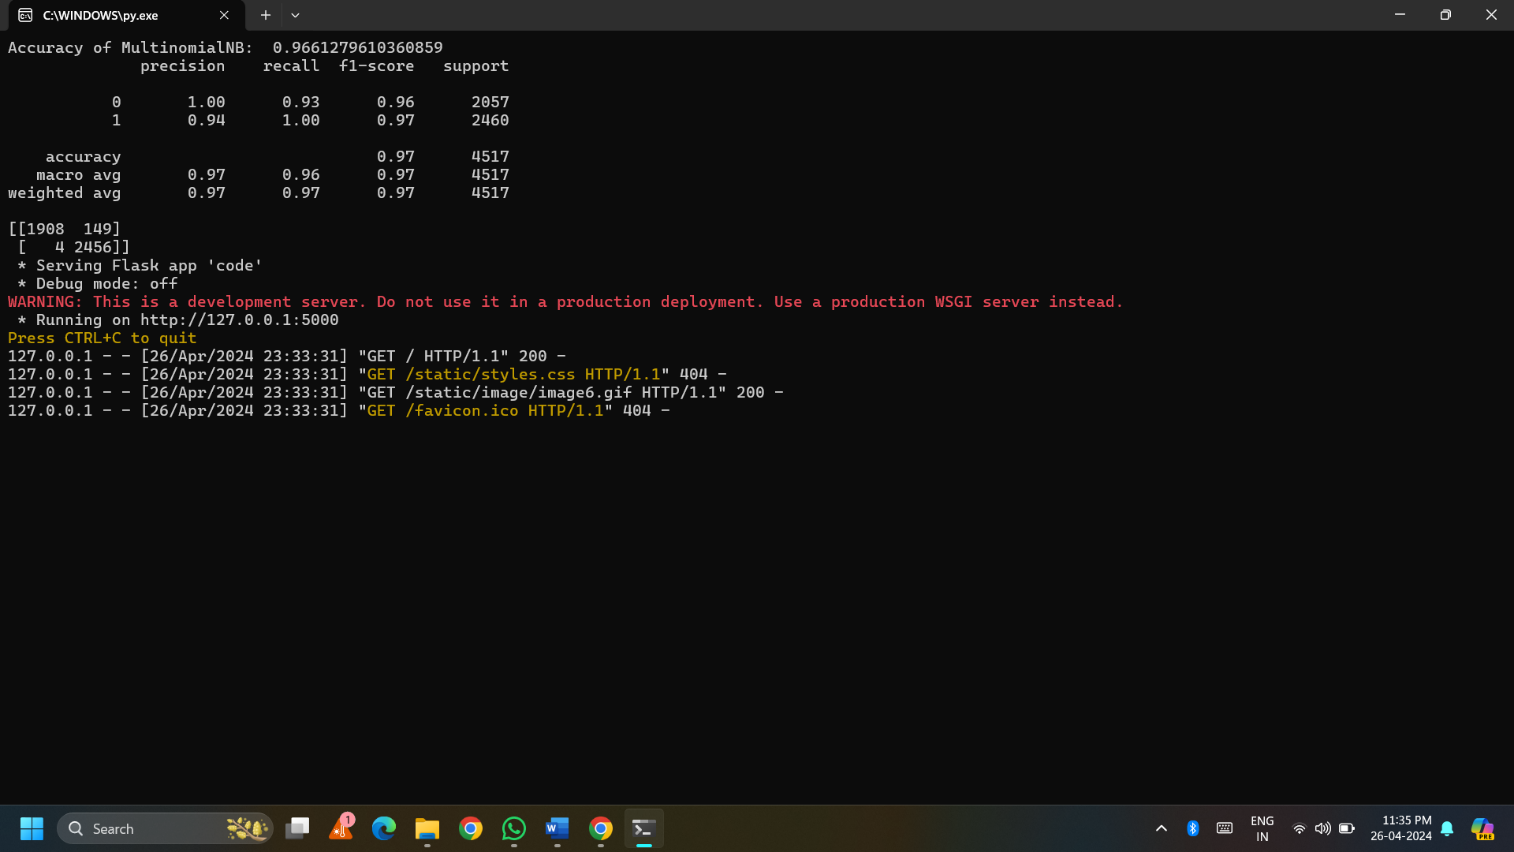 C:\WINDOWS\py.exe
Accuracy of MultinomialNB:  0.9661279610360859
              precision    recall  f1-score   support

           0       1.00      0.93      0.96      2057
           1       0.94      1.00      0.97      2460

    accuracy                           0.97      4517
   macro avg       0.97      0.96      0.97      4517
weighted avg       0.97      0.97      0.97      4517

[[1908  149]
 [   4 2456]]
 * Serving Flask app 'code'
 * Debug mode: off
WARNING: This is a development server. Do not use it in a production deployment. Use a production WSGI server instead.
 * Running on http://127.0.0.1:5000
Press CTRL+C to quit
127.0.0.1 - - [26/Apr/2024 23:33:31] "GET / HTTP/1.1" 200 -
127.0.0.1 - - [26/Apr/2024 23:33:31] "GET /static/styles.css HTTP/1.1" 404 -
127.0.0.1 - - [26/Apr/2024 23:33:31] "GET /static/image/image6.gif HTTP/1.1" 200 -
127.0.0.1 - - [26/Apr/2024 23:33:31] "GET /favicon.ico HTTP/1.1" 404 -
Search
1
W
ENG
IN
11:35 PM
26-04-2024
PRE